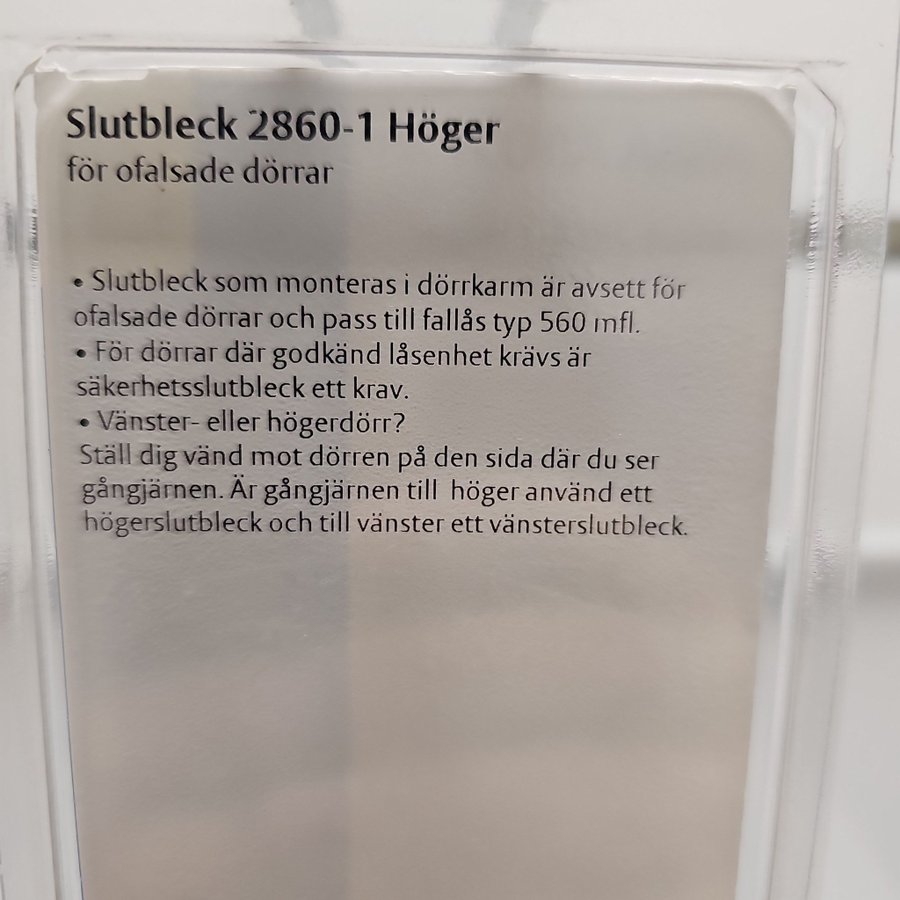 Slutbleck 2860-1 Höger
för ofalsade dörrar
• Slutbleck som monteras i dörrkarm är avsett för
ofalsade dörrar och pass till fallås typ 560 mfl.
• För dörrar där godkänd låsenhet krävs är
säkerhetsslutbleck ett krav.
• Vänster- eller högerdörr?
Ställ dig vänd mot dörren på den sida där du ser
gångjärnen. Är gångjärnen till höger använd ett
högerslutbleck och till vänster ett vänsterslutbleck.